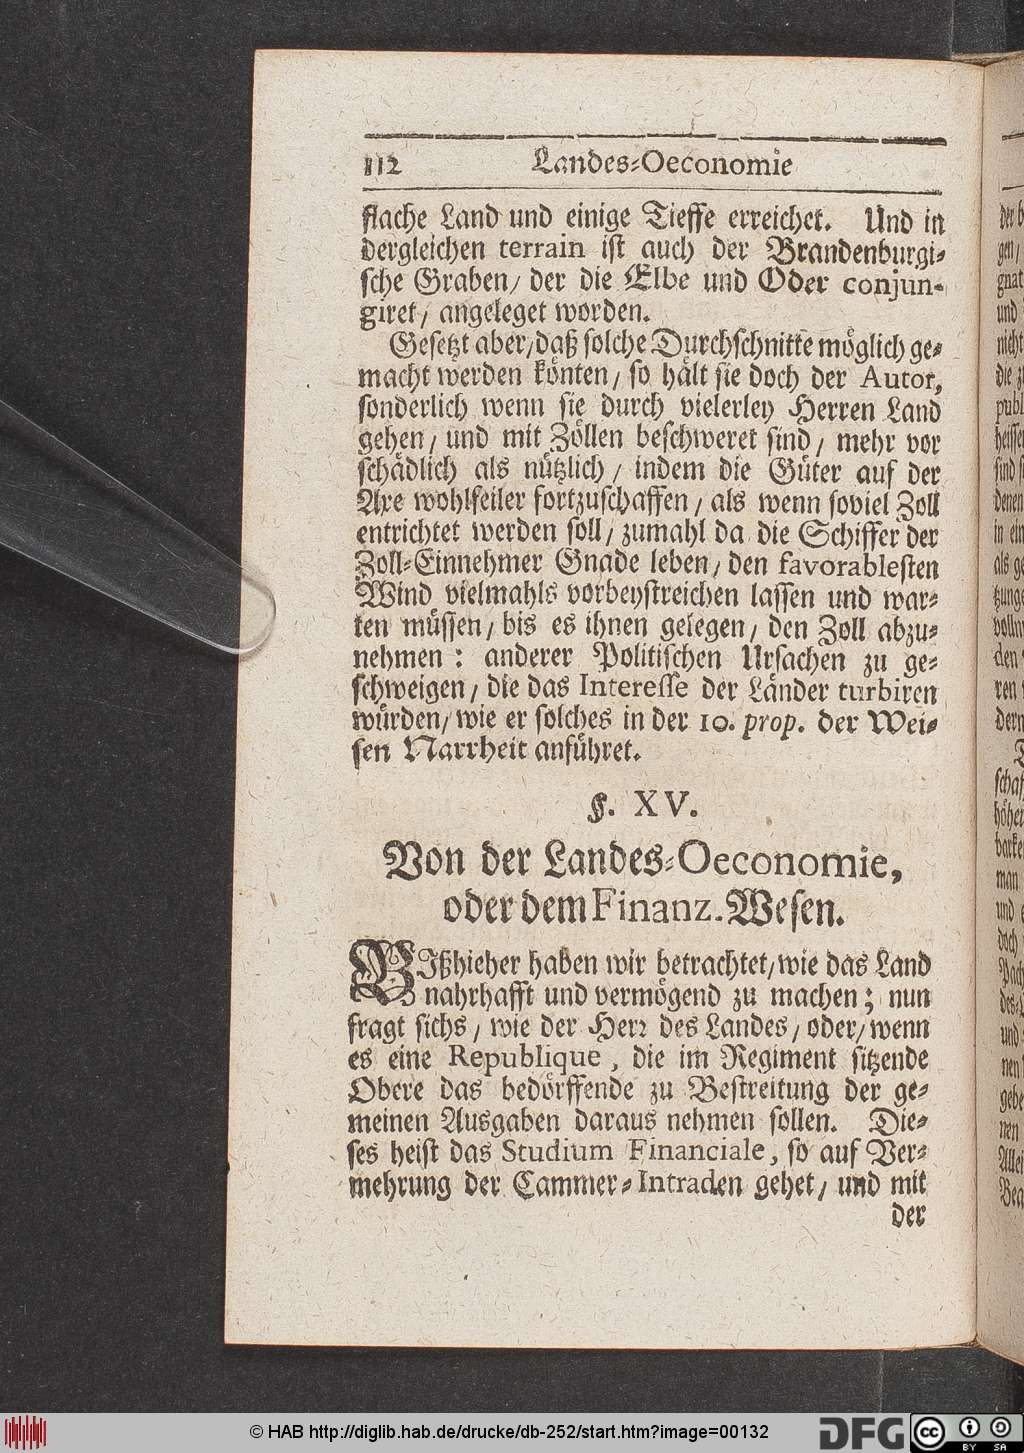 112 Landes-Oeconomie
flache Land und einige Tieffe erreichet. Und in
dergleichen terrain ist auch der Brandenburgi-
sche Graben/ der die Elbe und Oder conjun-
giret/ angeleget worden.
Gesetzt aber/daß solche Durchschnitte möglich ge-
macht werden könten/ so hält sie doch der Autor,
sonderlich wenn sie durch vielerley Herren Land
gehen/ und mit Zöllen beschweret sind/ mehr vor
schädlich als nützlich/ indem die Güter auf der
Axe wohlfeiler fortzuschaffen/ als wenn soviel Zoll
entrichtet werden soll/ zumahl da die Schiffer der
Zoll-Einnehmer Gnade leben/ den favorablesten
Wind vielmahls vorbeystreichen lassen und war-
ten müssen/ bis es ihnen gelegen/ den Zoll abzu-
nehmen: anderer Politischen Ursachen zu ge-
schweigen/ die das Interesse der Länder turbiren
würden/ wie er solches in der 10. prop. der Wei-
sen Narrheit anführet.
§. XV.
Von der Landes-Oeconomie,
oder dem Finanz-Wesen.
BIßhieher haben wir betrachtet/ wie das Land
nahrhafft und vermögend zu machen; nun
fragt sichs/ wie der Herr des Landes/ oder/ wenn
es eine Republique, die im Regiment sitzende
Obere das bedörffende zu Bestreitung der ge-
meinen Ausgaben daraus nehmen sollen. Die-
ses heist das Studium Financiale, so auf Ver-
mehrung der Cammer-Intraden gehet/ und mit
der
© HAB http://diglib.hab.de/drucke/db-252/start.htm?image=00132
DFG
cc BY SA